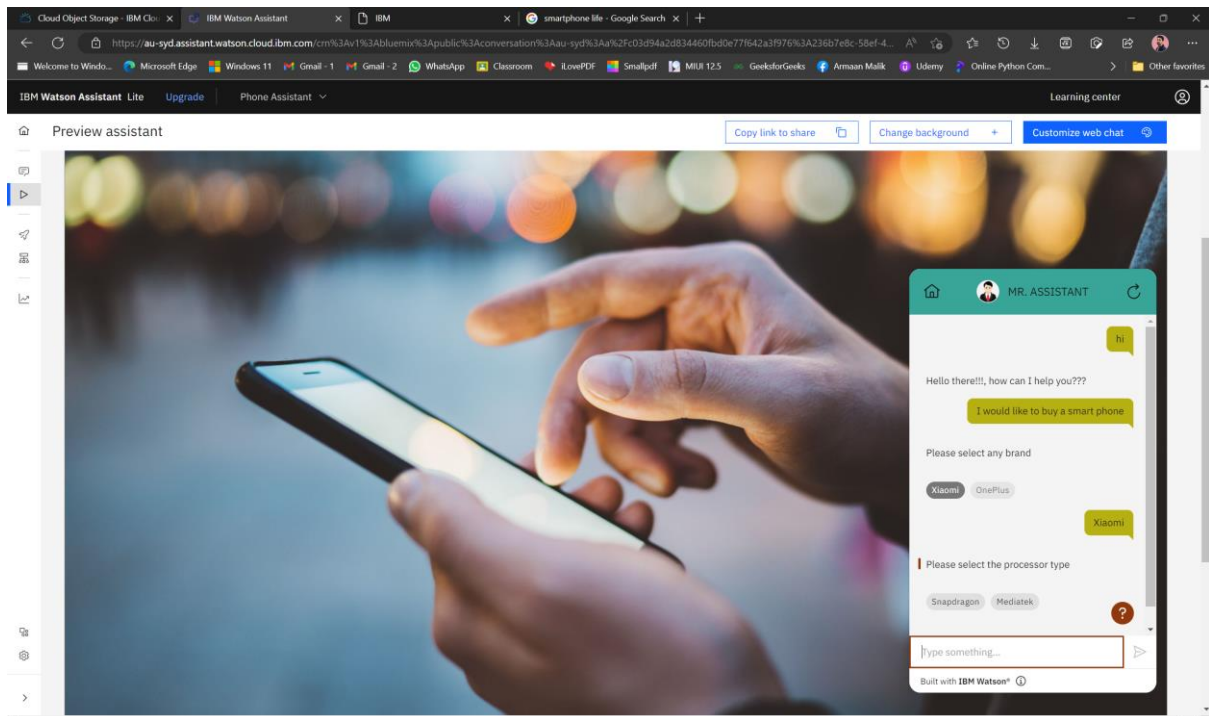 Cloud Object Storage - IBM Clou
IBM Watson Assistant
IBM
smartphone life - Google Search
Welcome to Windo...
Microsoft Edge
Windows 11
Gmail - 1
Gmail - 2
WhatsApp
Classroom
iLovePDF
Smallpdf
MIUI 12.5
GeeksforGeeks
Armaan Malik
Udemy
Online Python Com...
Other favorites
IBM Watson Assistant Lite
Upgrade
Phone Assistant
Learning center
Preview assistant
Copy link to share
Change background +
Customize web chat
MR. ASSISTANT
hi
Hello there!!!, how can I help you???
I would like to buy a smart phone
Please select any brand
Xiaomi
OnePlus
Xiaomi
Please select the processor type
Snapdragon
Mediatek
?
Type something...
Built with IBM Watson®